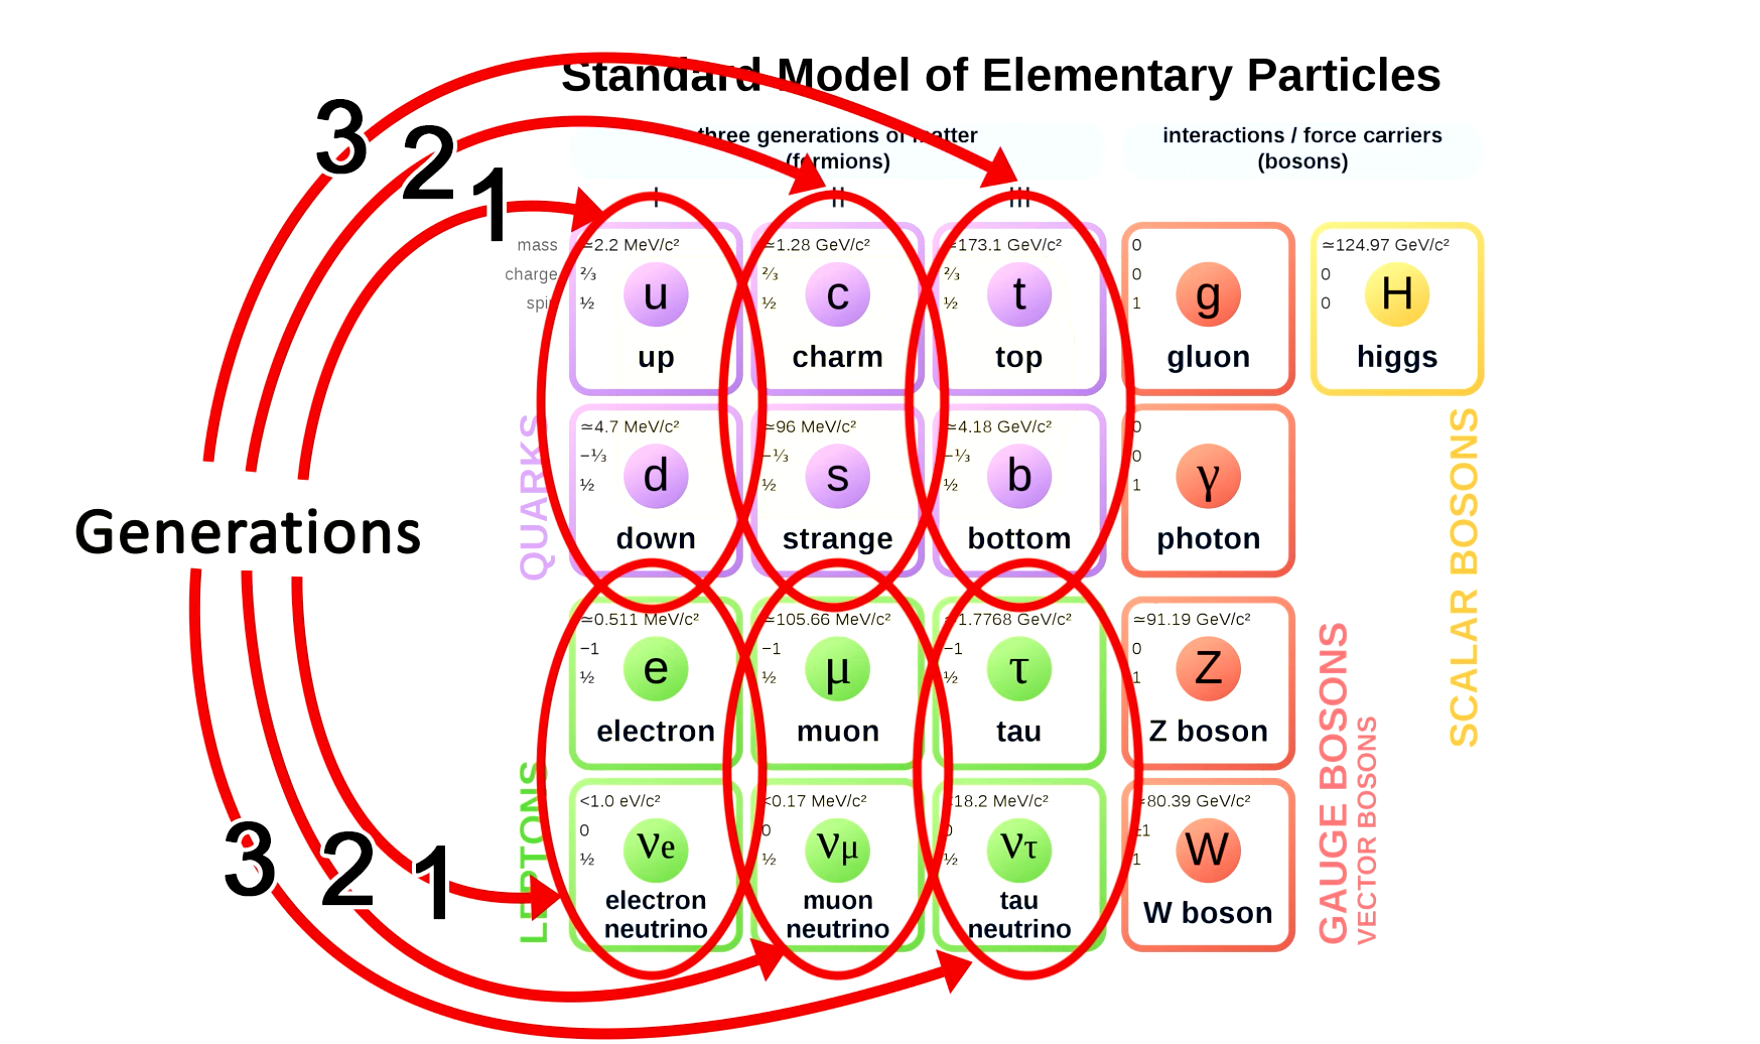 Standard Model of Elementary Particles
three generations of matter
(fermions)
interactions / force carriers
(bosons)
3
2
1
I
II
III
mass
charge
spin
≃2.2 MeV/c²
⅔
½
u
up
≃1.28 GeV/c²
⅔
½
c
charm
≃173.1 GeV/c²
⅔
½
t
top
0
0
1
g
gluon
≃124.97 GeV/c²
0
0
H
higgs
QUARKS
≃4.7 MeV/c²
−⅓
½
d
down
≃96 MeV/c²
−⅓
½
s
strange
≃4.18 GeV/c²
−⅓
½
b
bottom
0
0
1
γ
photon
Generations
SCALAR BOSONS
≃0.511 MeV/c²
−1
½
e
electron
≃105.66 MeV/c²
−1
½
μ
muon
≃1.7768 GeV/c²
−1
½
τ
tau
≃91.19 GeV/c²
0
1
Z
Z boson
LEPTONS
<1.0 eV/c²
0
½
νe
electron
neutrino
<0.17 MeV/c²
0
½
νμ
muon
neutrino
<18.2 MeV/c²
0
½
ντ
tau
neutrino
≃80.39 GeV/c²
±1
1
W
W boson
GAUGE BOSONS
VECTOR BOSONS
3
2
1